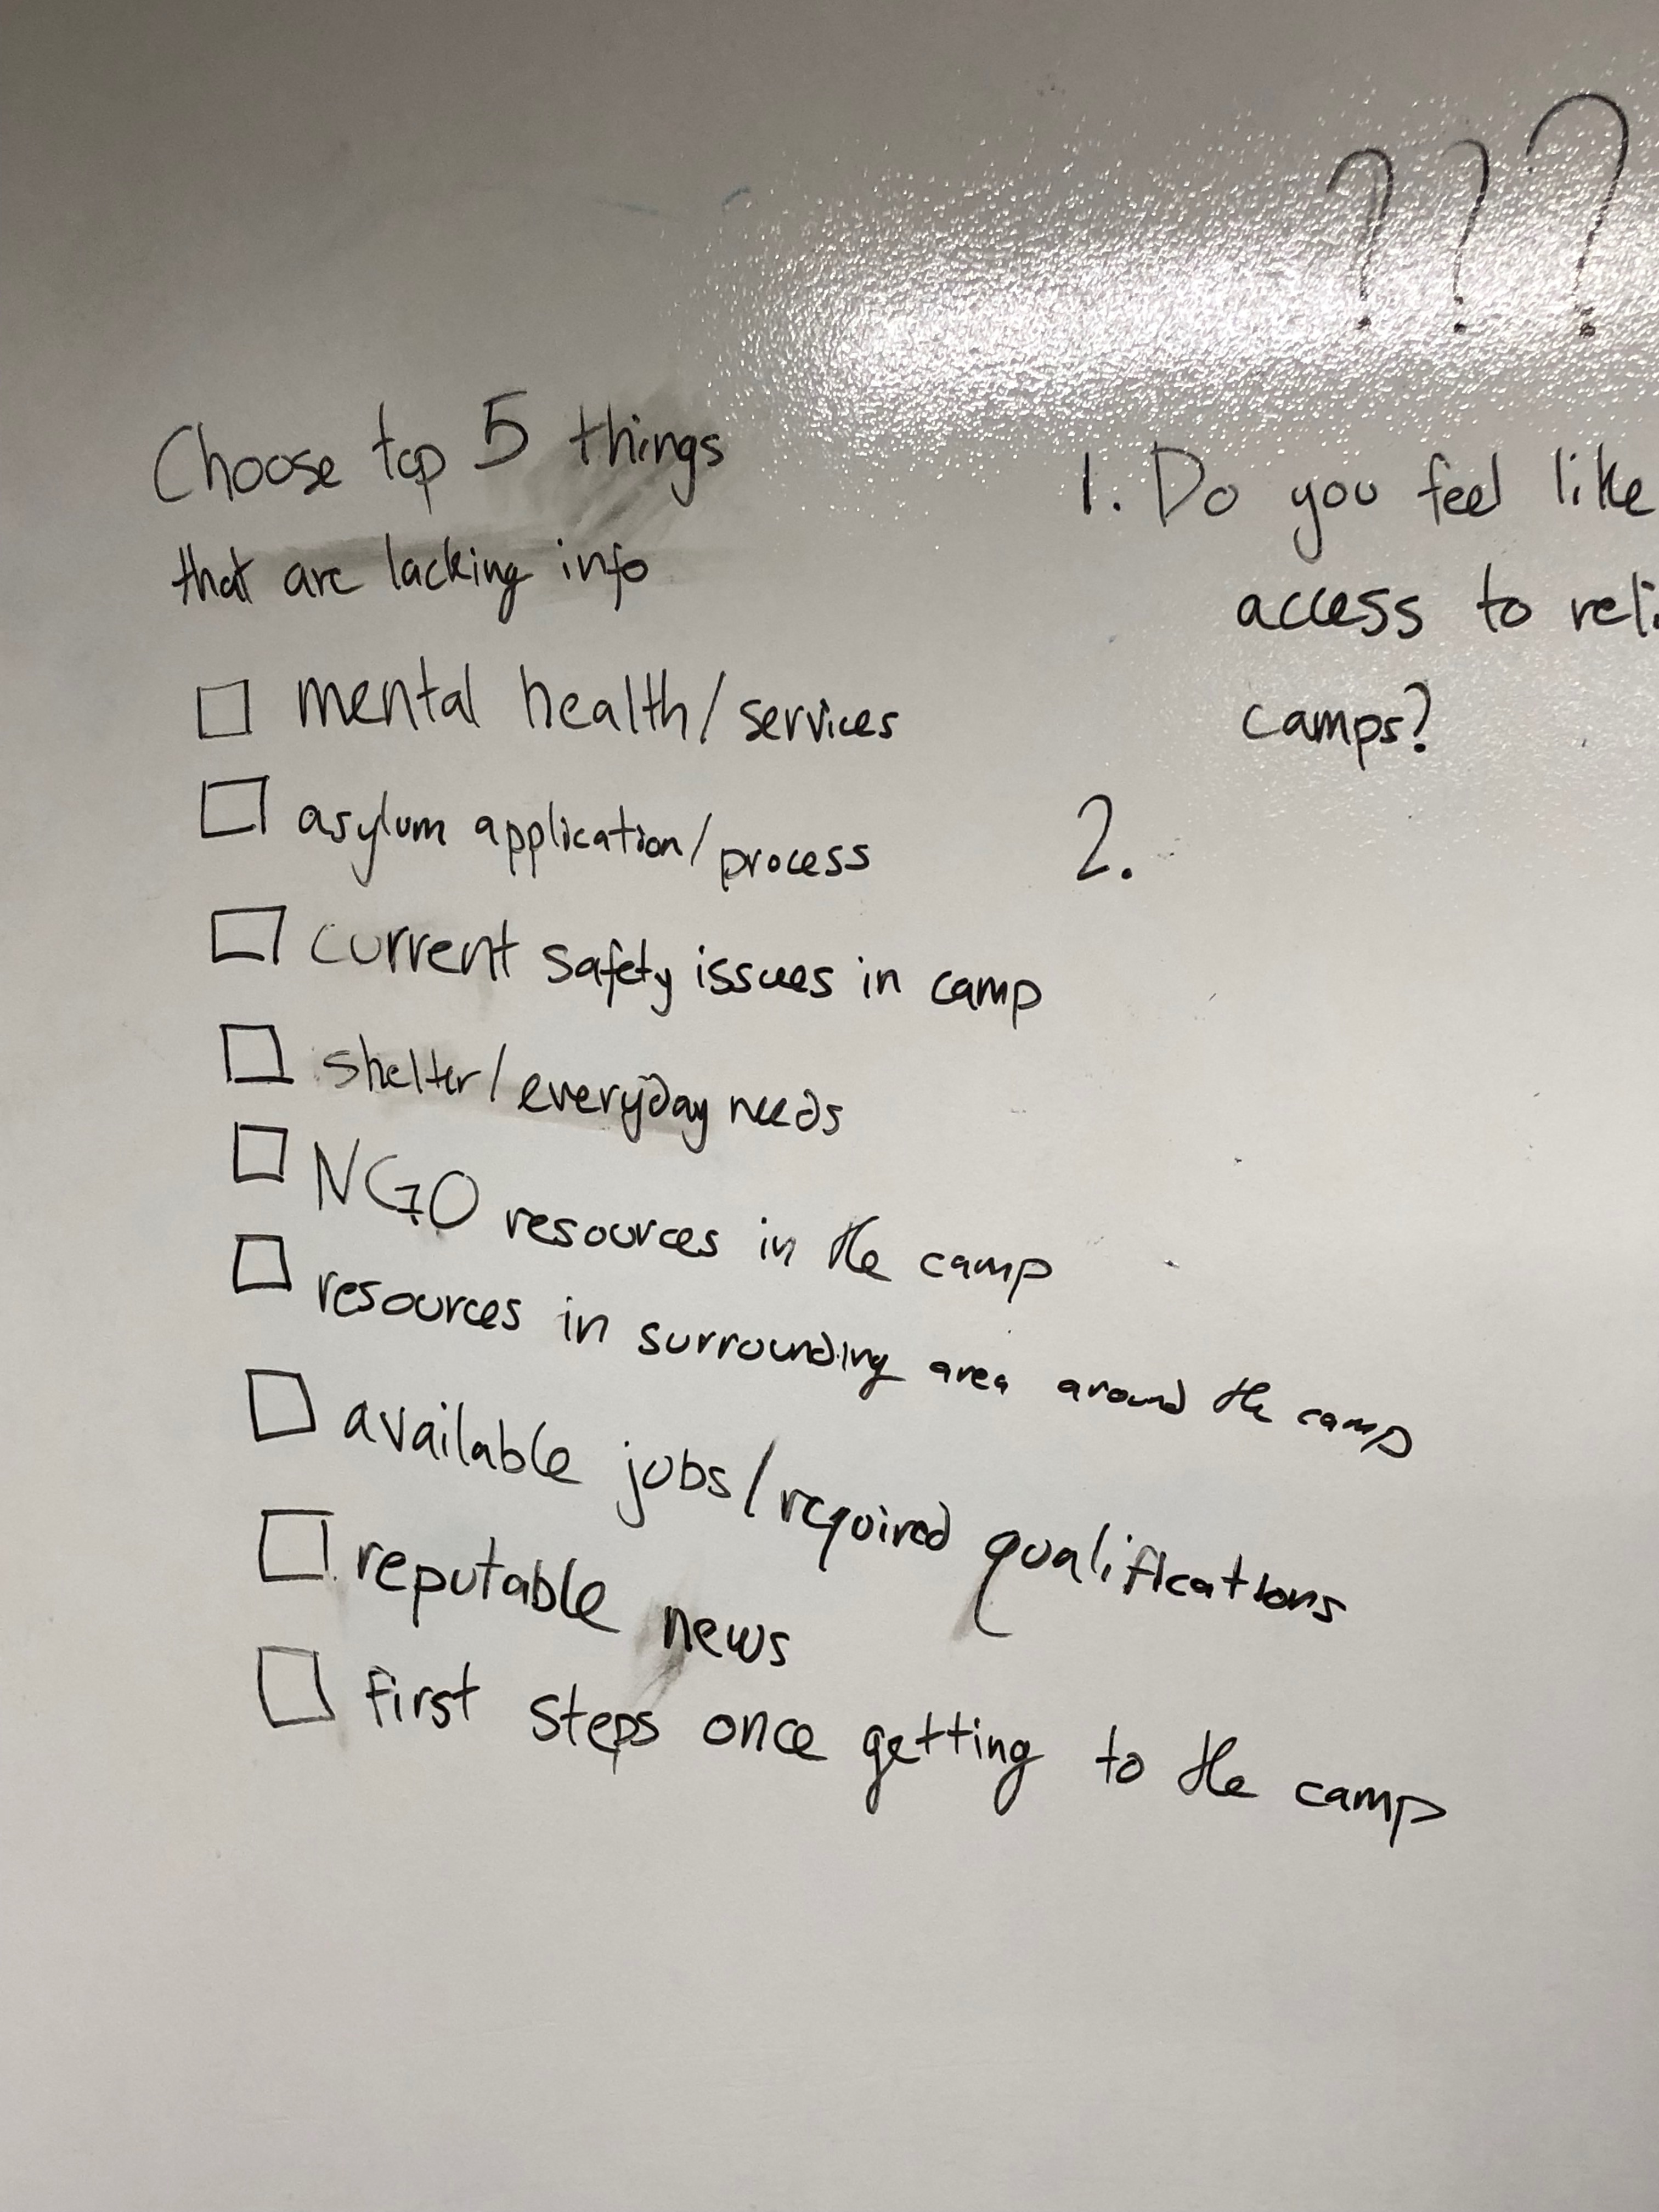 ???
Choose top 5 things
that are lacking info
☐ mental health/services
☐ asylum application/process
☐ current safety issues in camp
☐ shelter/everyday needs
☐ NGO resources in the camp
☐ resources in surrounding area around the camp
☐ available jobs/required qualifications
☐ reputable news
☐ first steps once getting to the camp
1. Do you feel like
access to reli
camps?
2.